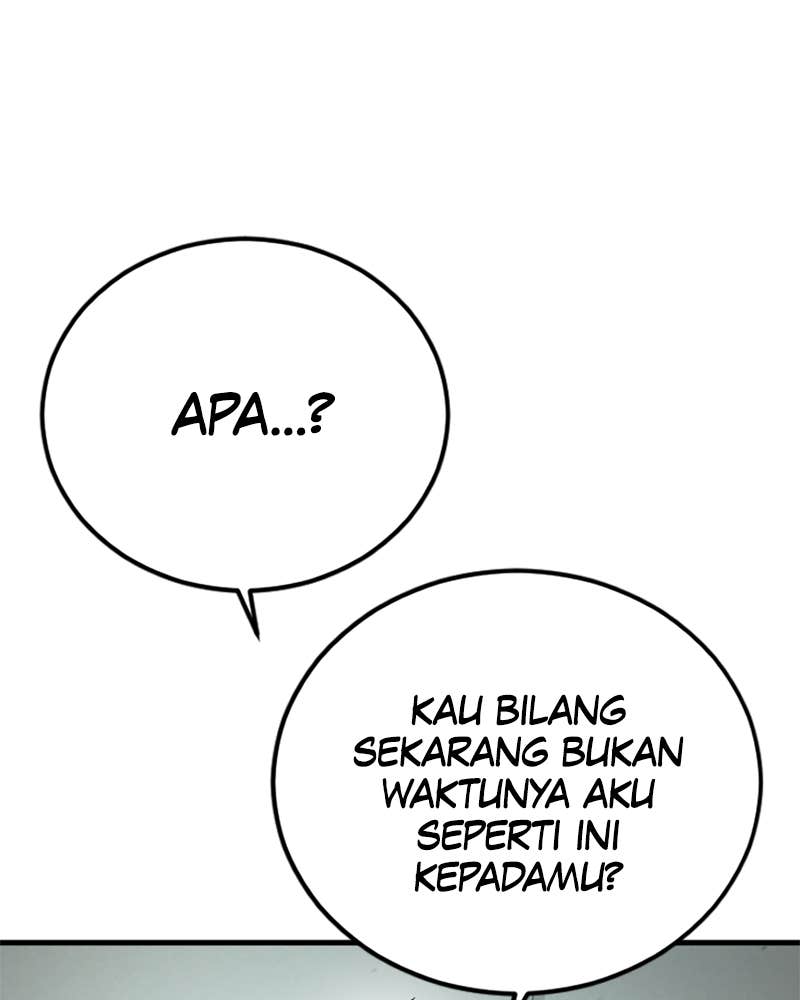 APA...?
KAU BILANG
SEKARANG BUKAN
WAKTUNYA AKU
SEPERTI INI
KEPADAMU?